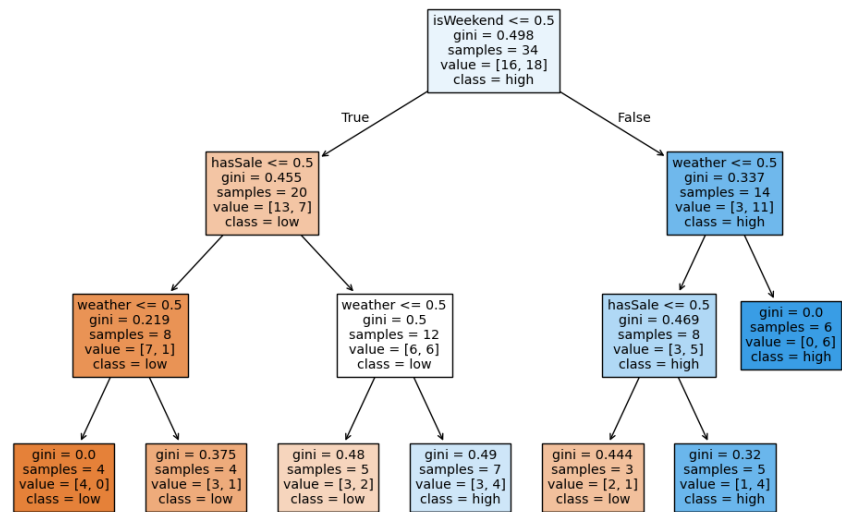 isWeekend <= 0.5
gini = 0.498
samples = 34
value = [16, 18]
class = high
True
False
hasSale <= 0.5
gini = 0.455
samples = 20
value = [13, 7]
class = low
weather <= 0.5
gini = 0.337
samples = 14
value = [3, 11]
class = high
weather <= 0.5
gini = 0.219
samples = 8
value = [7, 1]
class = low
weather <= 0.5
gini = 0.5
samples = 12
value = [6, 6]
class = low
hasSale <= 0.5
gini = 0.469
samples = 8
value = [3, 5]
class = high
gini = 0.0
samples = 6
value = [0, 6]
class = high
gini = 0.0
samples = 4
value = [4, 0]
class = low
gini = 0.375
samples = 4
value = [3, 1]
class = low
gini = 0.48
samples = 5
value = [3, 2]
class = low
gini = 0.49
samples = 7
value = [3, 4]
class = high
gini = 0.444
samples = 3
value = [2, 1]
class = low
gini = 0.32
samples = 5
value = [1, 4]
class = high